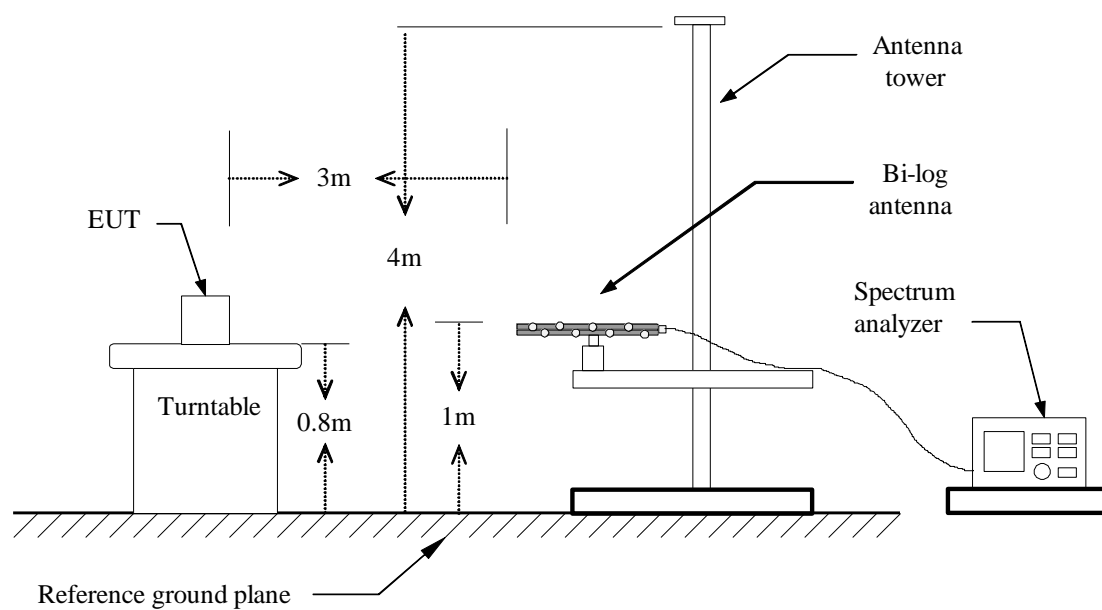 Antenna
tower
3m
Bi-log
antenna
EUT
4m
Spectrum
analyzer
Turntable
0.8m
1m
Reference ground plane